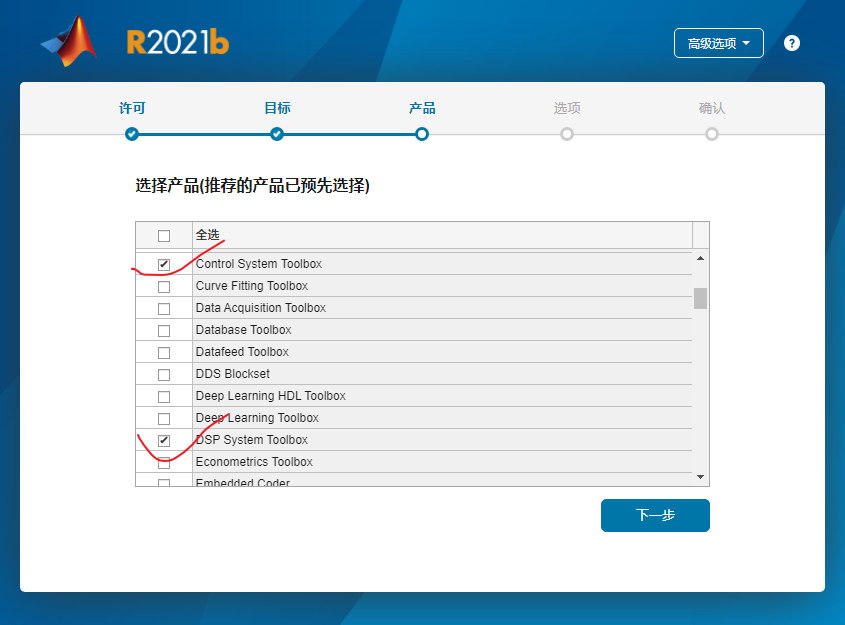 R2021b
高级选项
?
许可
目标
产品
选项
确认
选择产品(推荐的产品已预先选择)
全选
Control System Toolbox
Curve Fitting Toolbox
Data Acquisition Toolbox
Database Toolbox
Datafeed Toolbox
DDS Blockset
Deep Learning HDL Toolbox
Deep Learning Toolbox
DSP System Toolbox
Econometrics Toolbox
Embedded Coder
下一步